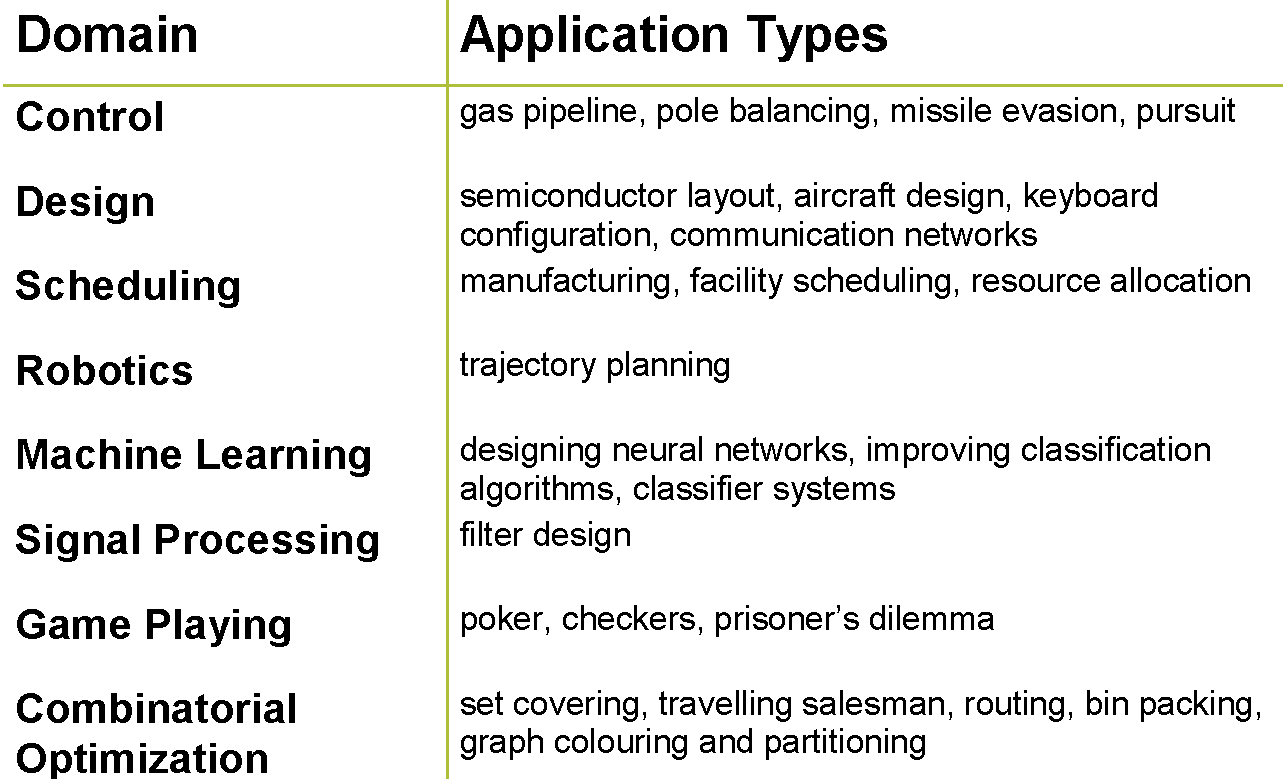 Domain Application Types
Control gas pipeline, pole balancing, missile evasion, pursuit
Design semiconductor layout, aircraft design, keyboard
configuration, communication networks
Scheduling manufacturing, facility scheduling, resource allocation
Robotics trajectory planning
Machine Learning designing neural networks, improving classification
algorithms, classifier systems
Signal Processing filter design
Game Playing poker, checkers, prisoner’s dilemma
Combinatorial set covering, travelling salesman, routing, bin packing,
Optimization graph colouring and partitioning